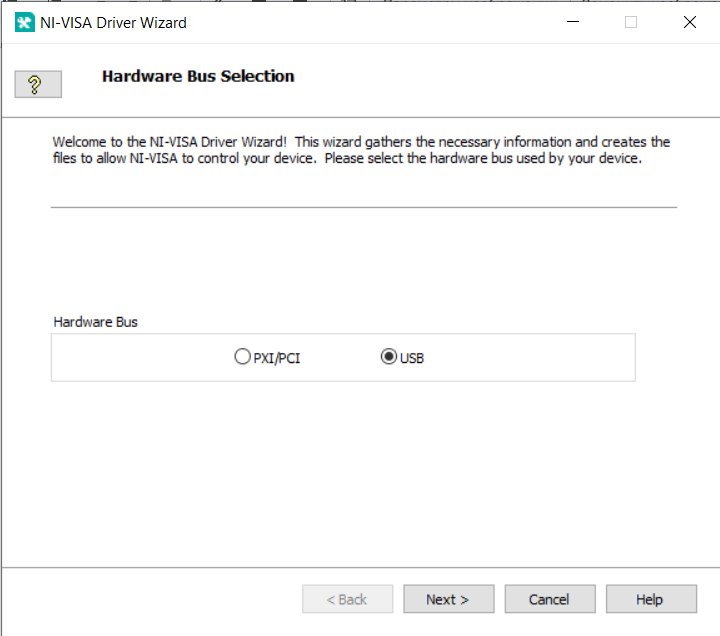 NI-VISA Driver Wizard
?
Hardware Bus Selection
Welcome to the NI-VISA Driver Wizard! This wizard gathers the necessary information and creates the
files to allow NI-VISA to control your device. Please select the hardware bus used by your device.
Hardware Bus
PXI/PCI USB
< Back Next > Cancel Help